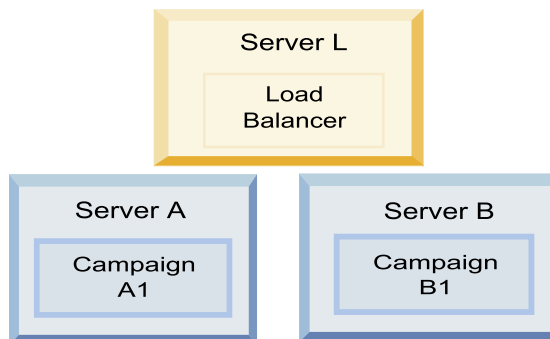 Server L
Load
Balancer
Server A
Campaign
A1
Server B
Campaign
B1